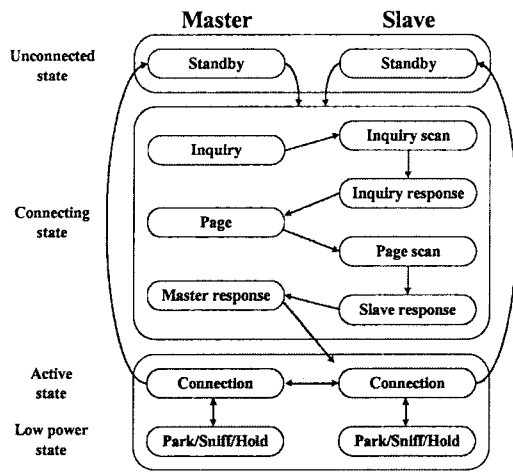 Master Slave
Unconnected
state
Standby Standby
Inquiry Inquiry scan
Inquiry response
Connecting
state
Page
Page scan
Master response Slave response
Active
state
Connection Connection
Low power
state
Park/Sniff/Hold Park/Sniff/Hold